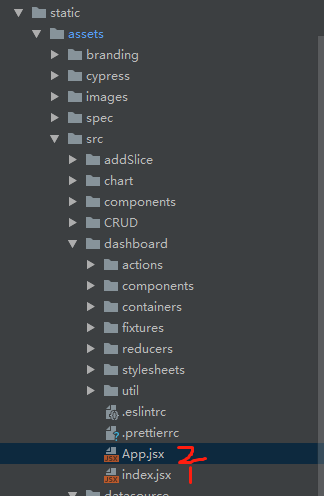 static
assets
branding
cypress
images
spec
src
addSlice
chart
components
CRUD
dashboard
actions
components
containers
fixtures
reducers
stylesheets
util
.eslintrc
.prettierrc
App.jsx 2
index.jsx 1
datasource